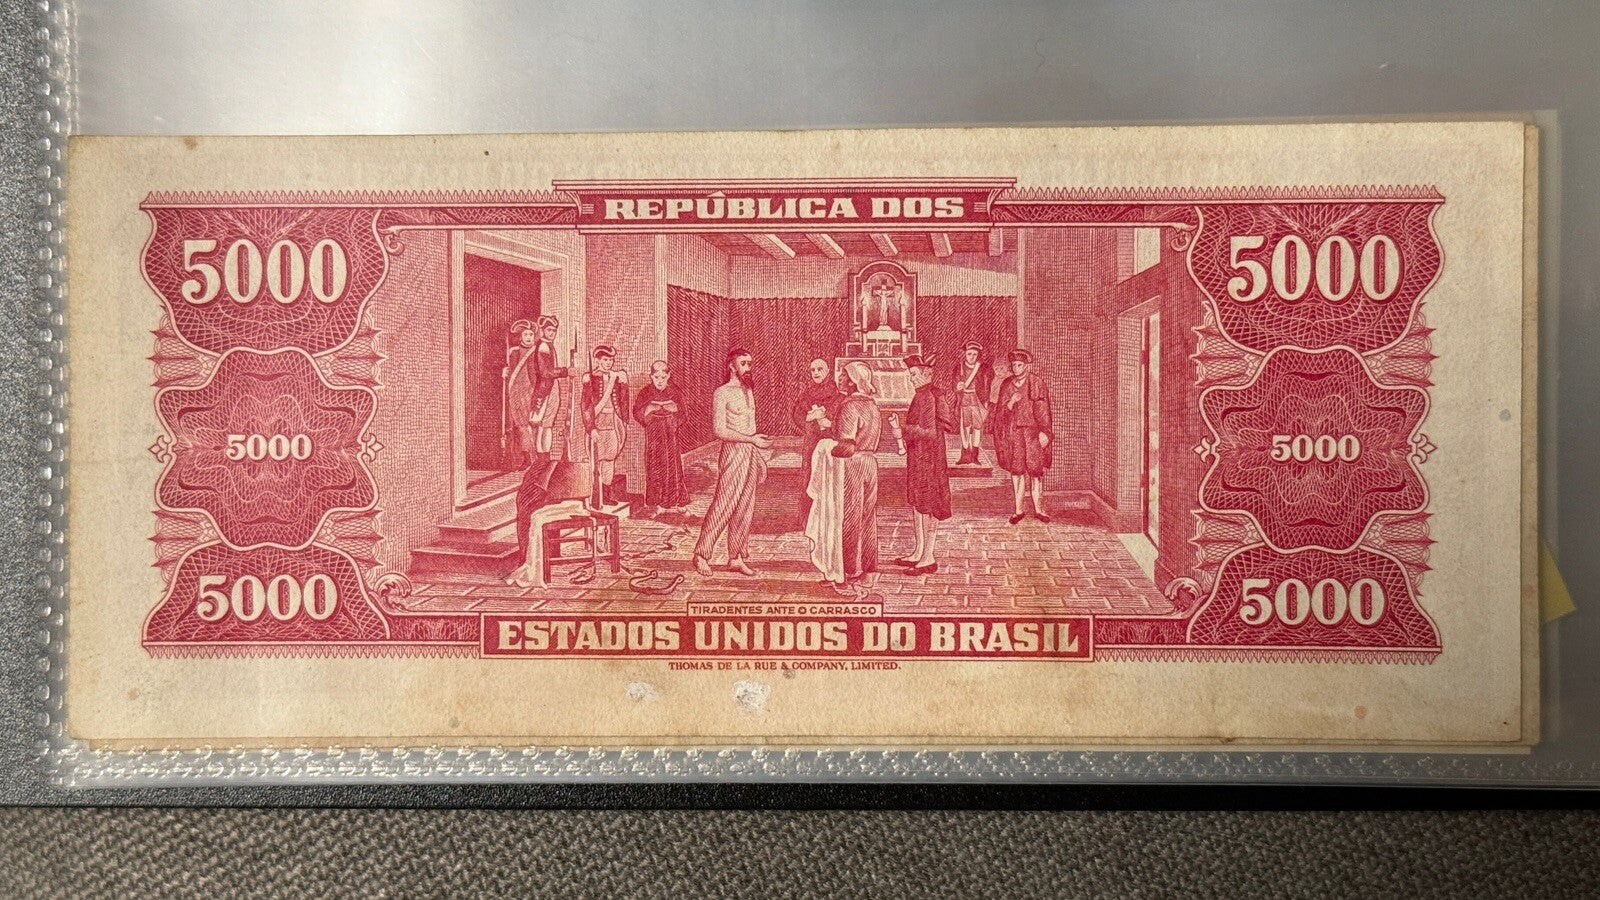 REPÚBLICA DOS
5000 5000
5000 5000
5000 5000
TIRADENTES ANTE O CARRASCO
ESTADOS UNIDOS DO BRASIL
THOMAS DE LA RUE & COMPANY, LIMITED.